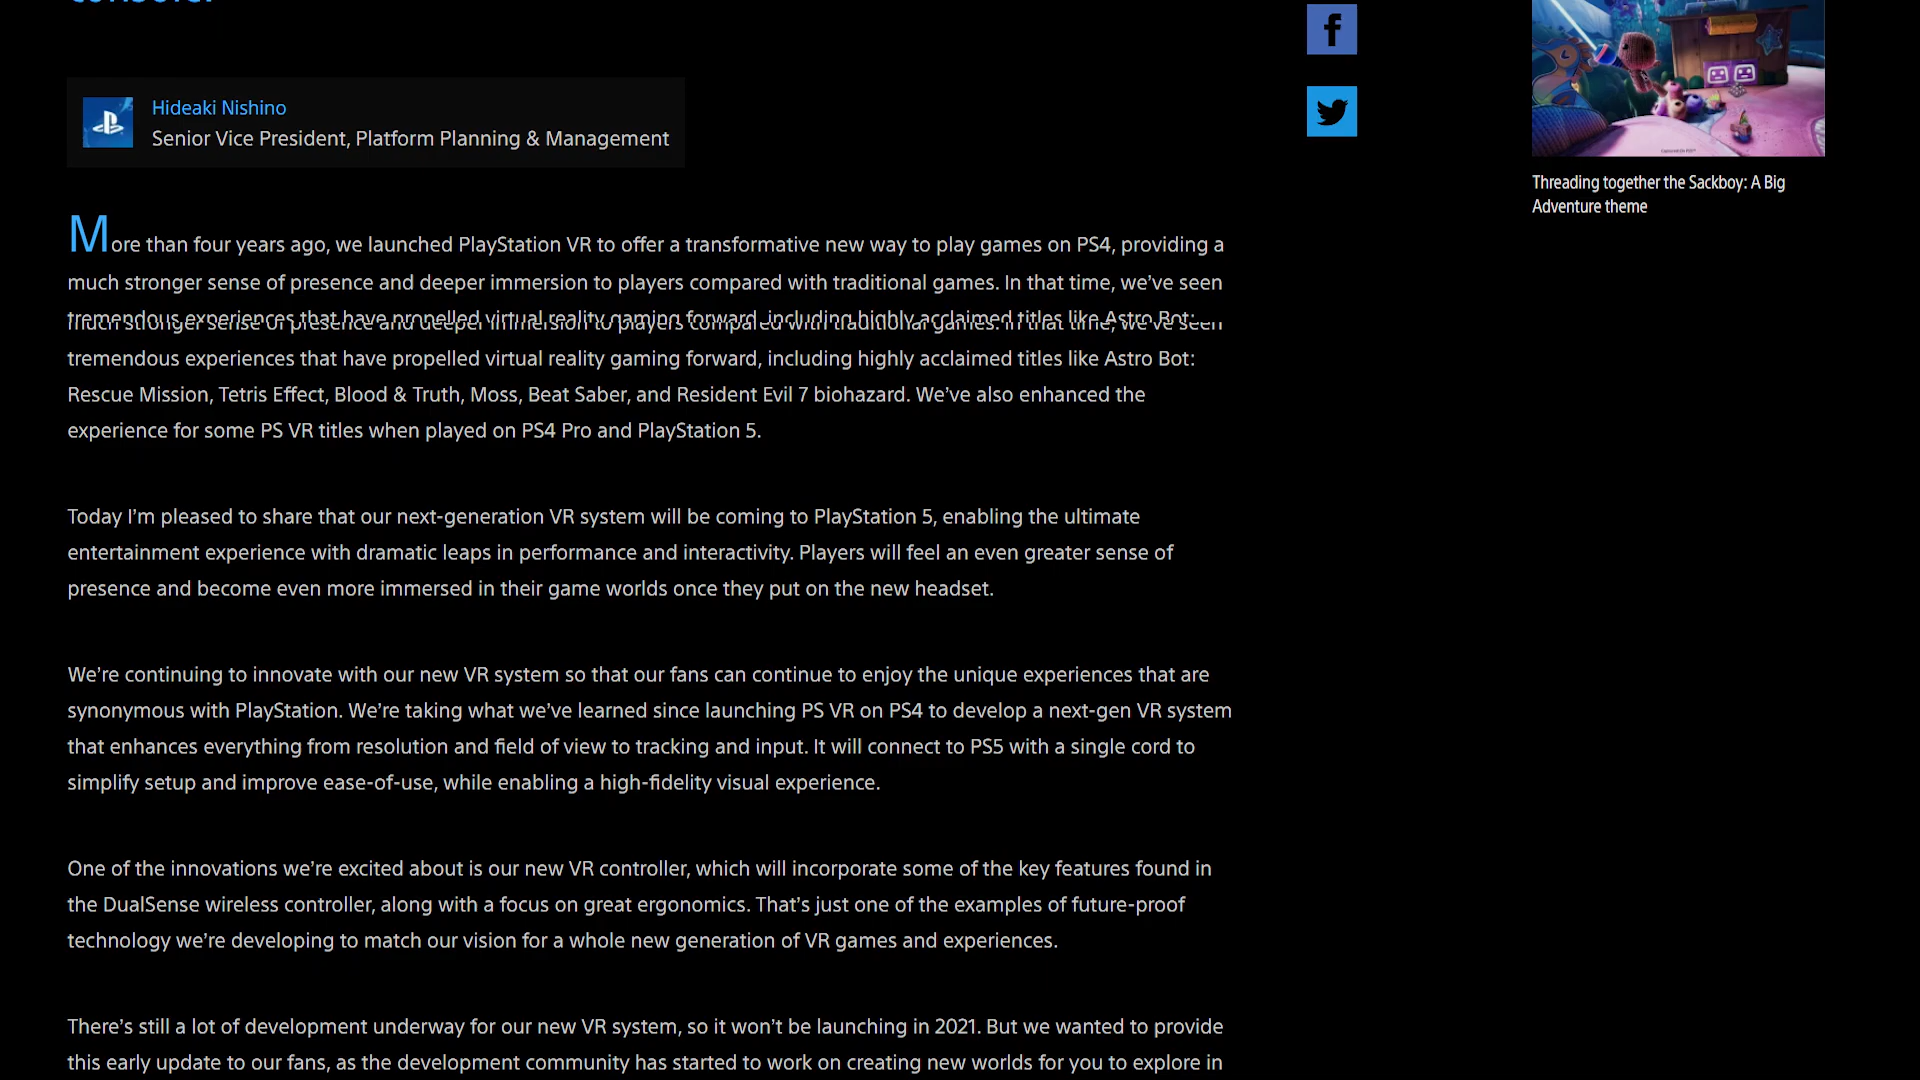 Hideaki Nishino
Senior Vice President, Platform Planning & Management
More than four years ago, we launched PlayStation VR to offer a transformative new way to play games on PS4, providing a
much stronger sense of presence and deeper immersion to players compared with traditional games. In that time, we’ve seen
tremendous experiences that have propelled virtual reality gaming forward, including highly acclaimed titles like Astro Bot:
Rescue Mission, Tetris Effect, Blood & Truth, Moss, Beat Saber, and Resident Evil 7 biohazard. We’ve also enhanced the
experience for some PS VR titles when played on PS4 Pro and PlayStation 5.
Today I’m pleased to share that our next-generation VR system will be coming to PlayStation 5, enabling the ultimate
entertainment experience with dramatic leaps in performance and interactivity. Players will feel an even greater sense of
presence and become even more immersed in their game worlds once they put on the new headset.
We’re continuing to innovate with our new VR system so that our fans can continue to enjoy the unique experiences that are
synonymous with PlayStation. We’re taking what we’ve learned since launching PS VR on PS4 to develop a next-gen VR system
that enhances everything from resolution and field of view to tracking and input. It will connect to PS5 with a single cord to
simplify setup and improve ease-of-use, while enabling a high-fidelity visual experience.
One of the innovations we’re excited about is our new VR controller, which will incorporate some of the key features found in
the DualSense wireless controller, along with a focus on great ergonomics. That’s just one of the examples of future-proof
technology we’re developing to match our vision for a whole new generation of VR games and experiences.
There’s still a lot of development underway for our new VR system, so it won’t be launching in 2021. But we wanted to provide
this early update to our fans, as the development community has started to work on creating new worlds for you to explore in
Threading together the Sackboy: A Big
Adventure theme